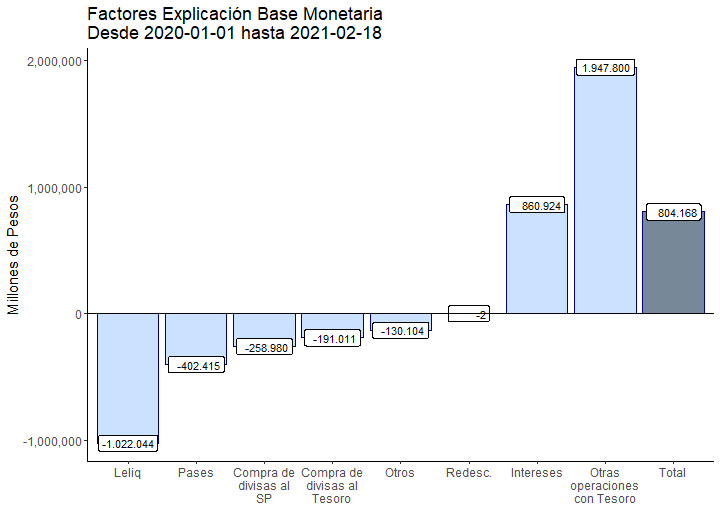 Factores Explicación Base Monetaria
Desde 2020-01-01 hasta 2021-02-18
Millones de Pesos
2,000,000
1,000,000
0
-1,000,000
-1.022.044
-402.415
-258.980
-191.011
-130.104
-2
860.924
1.947.800
804.168
Leliq
Pases
Compra de
divisas al
SP
Compra de
divisas al
Tesoro
Otros
Redesc.
Intereses
Otras
operaciones
con Tesoro
Total